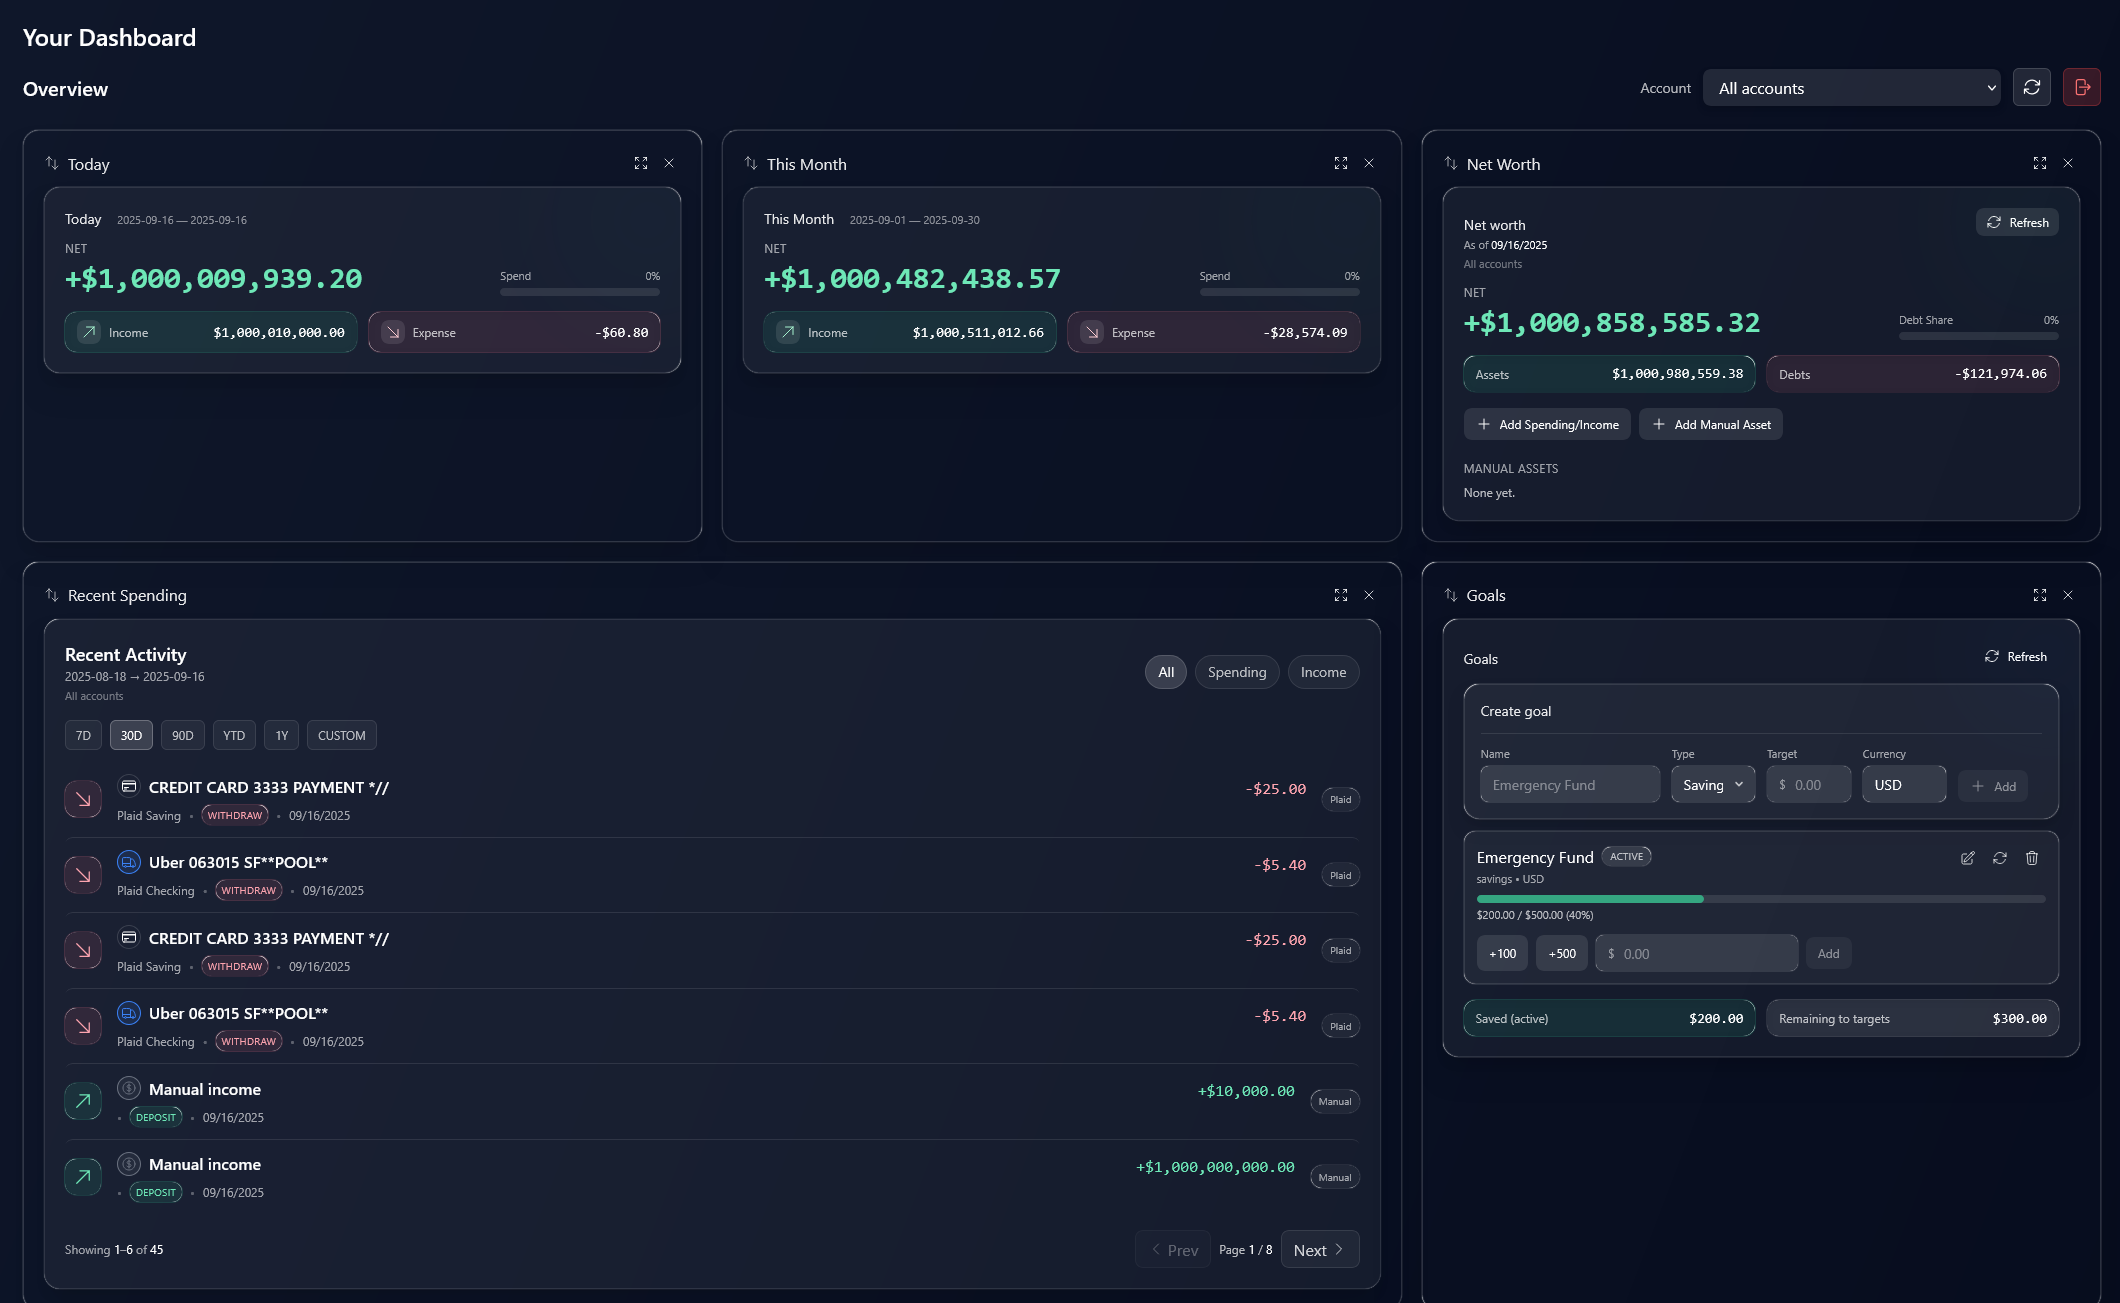 Your Dashboard
Overview
Account All accounts
Today
Today 2025-09-16 — 2025-09-16
NET
+$1,000,009,939.20
Spend 0%
Income $1,000,010,000.00
Expense -$60.80
This Month
This Month 2025-09-01 — 2025-09-30
NET
+$1,000,482,438.57
Spend 0%
Income $1,000,511,012.66
Expense -$28,574.09
Net Worth
Net worth
Refresh
As of 09/16/2025
All accounts
NET
+$1,000,858,585.32
Debt Share 0%
Assets $1,000,980,559.38
Debts -$121,974.06
+ Add Spending/Income
+ Add Manual Asset
MANUAL ASSETS
None yet.
Recent Spending
Recent Activity
2025-08-18 → 2025-09-16
All accounts
All Spending Income
7D 30D 90D YTD 1Y CUSTOM
CREDIT CARD 3333 PAYMENT *//
-$25.00
Plaid
Plaid Saving • WITHDRAW • 09/16/2025
Uber 063015 SF**POOL**
-$5.40
Plaid
Plaid Checking • WITHDRAW • 09/16/2025
CREDIT CARD 3333 PAYMENT *//
-$25.00
Plaid
Plaid Saving • WITHDRAW • 09/16/2025
Uber 063015 SF**POOL**
-$5.40
Plaid
Plaid Checking • WITHDRAW • 09/16/2025
Manual income
+$10,000.00
Manual
• DEPOSIT • 09/16/2025
Manual income
+$1,000,000,000.00
Manual
• DEPOSIT • 09/16/2025
Showing 1–6 of 45
Prev Page 1 / 8 Next
Goals
Goals
Refresh
Create goal
Name Type Target Currency
Emergency Fund Saving $ 0.00 USD + Add
Emergency Fund ACTIVE
savings • USD
$200.00 / $500.00 (40%)
+100 +500 $ 0.00 Add
Saved (active) $200.00
Remaining to targets $300.00